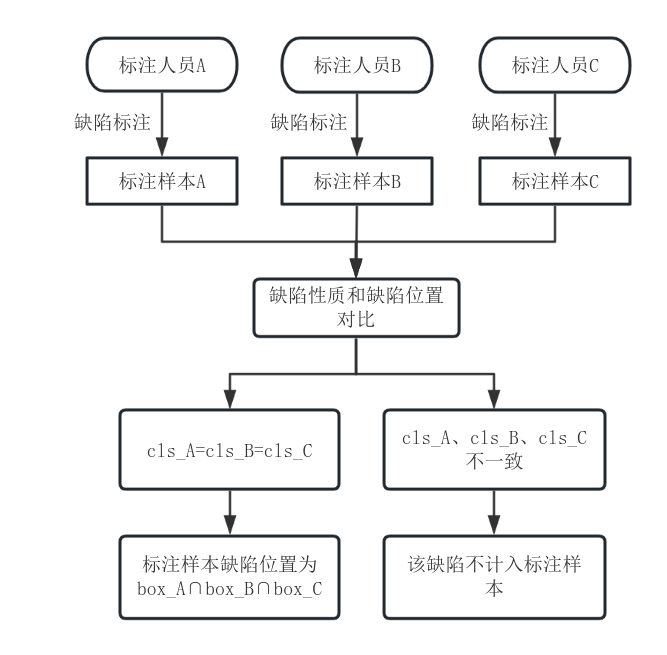 标注人员A
标注人员B
标注人员C
缺陷标注
缺陷标注
缺陷标注
标注样本A
标注样本B
标注样本C
缺陷性质和缺陷位置
对比
cls_A=cls_B=cls_C
cls_A、cls_B、cls_C
不一致
标注样本缺陷位置为
box_A∩box_B∩box_C
该缺陷不计入标注样
本